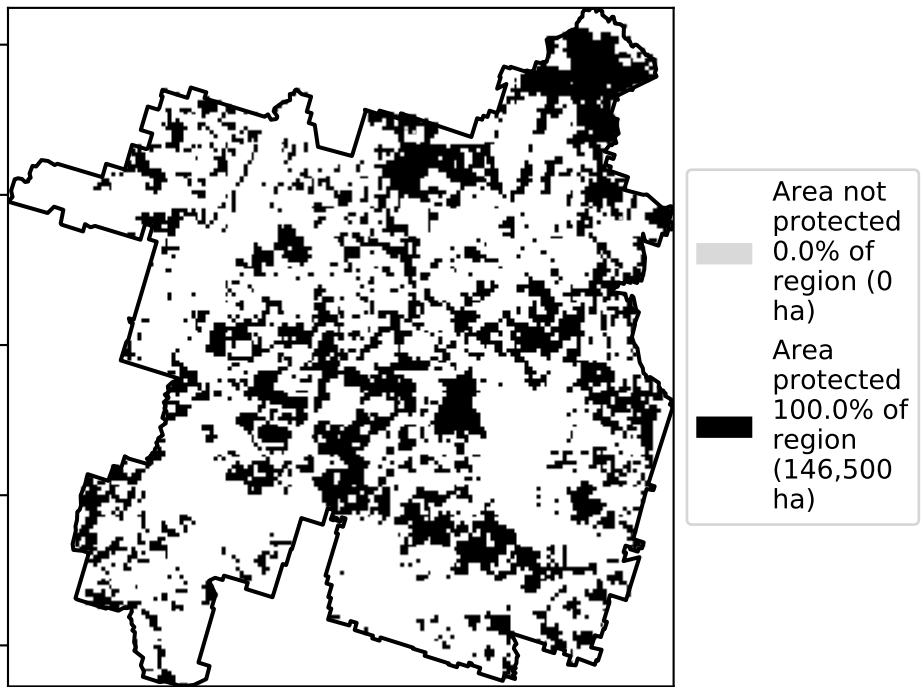 Area not
protected
0.0% of
region (0
ha)
Area
protected
100.0% of
region
(146,500
ha)